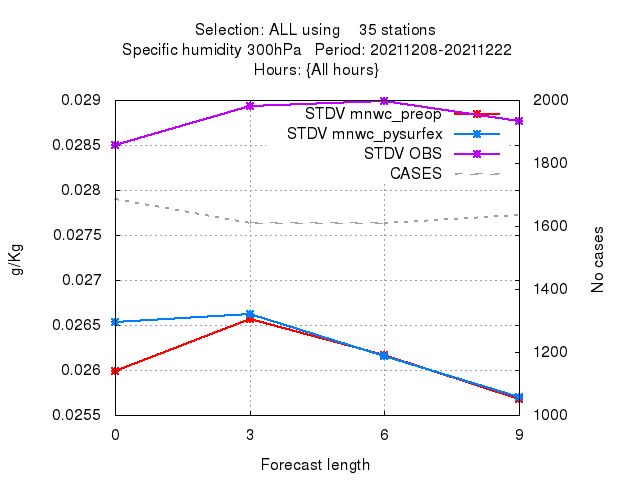 Selection: ALL using 35 stations
Specific humidity 300hPa Period: 20211208-20211222
Hours: {All hours}
0.029
0.0285
0.028
0.0275
0.027
0.0265
0.026
0.0255
g/Kg
STDV mnwc_preop
STDV mnwc_pysurfex
STDV OBS
CASES
2000
1800
1600
1400
1200
1000
No cases
0 3 6 9
Forecast length